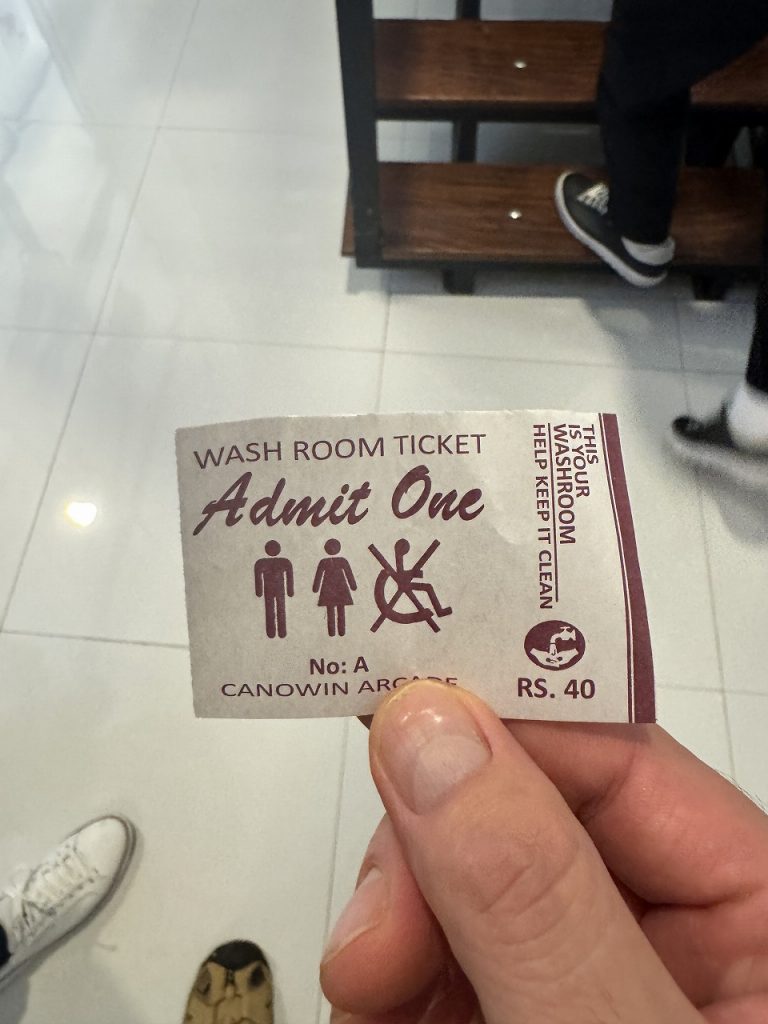 WASH ROOM TICKET
Admit One
No: A
CANOWIN ARCADE
THIS
IS YOUR
WASHROOM
HELP KEEP IT CLEAN
RS. 40